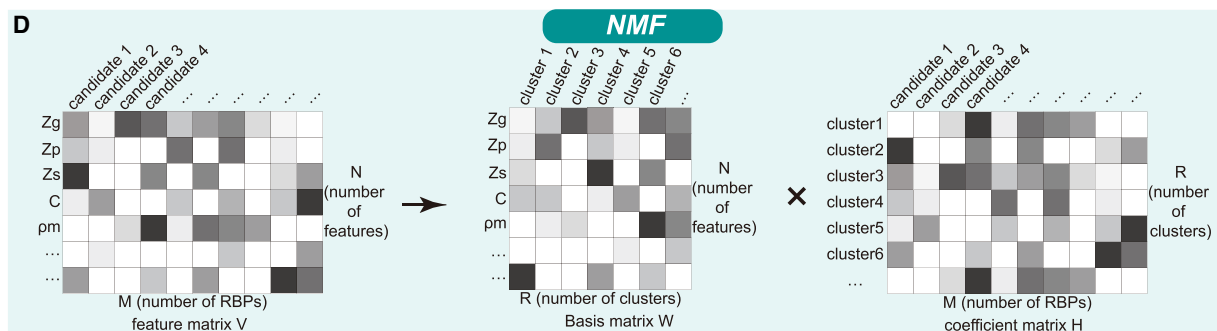 D
NMF
candidate 1
candidate 2
candidate 3
candidate 4
...
...
...
...
...
...
Zg
Zp
Zs
C
ρm
...
...
N
(number
of
features)
M (number of RBPs)
feature matrix V
cluster 1
cluster 2
cluster 3
cluster 4
cluster 5
cluster 6
...
Zg
Zp
Zs
C
ρm
...
...
N
(number
of
features)
R (number of clusters)
Basis matrix W
×
candidate 1
candidate 2
candidate 3
candidate 4
...
...
...
...
...
...
cluster1
cluster2
cluster3
cluster4
cluster5
cluster6
...
R
(number
of
clusters)
M (number of RBPs)
coefficient matrix H